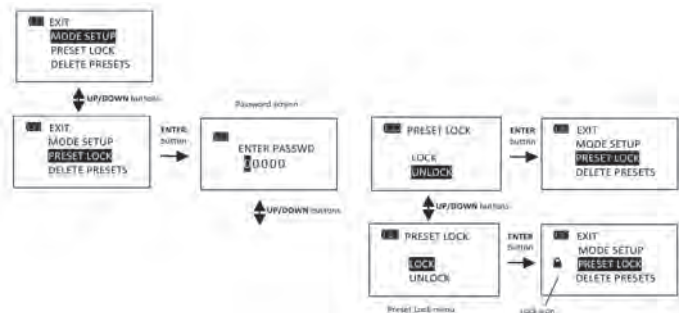 EXIT
MODE SETUP
PRESET LOCK
DELETE PRESETS
UP/DOWN buttons
EXIT
MODE SETUP
PRESET LOCK
DELETE PRESETS
ENTER
button
Password screen
ENTER PASSWD
00000
UP/DOWN buttons
PRESET LOCK
LOCK
UNLOCK
ENTER
button
EXIT
MODE SETUP
PRESET LOCK
DELETE PRESETS
UP/DOWN buttons
PRESET LOCK
LOCK
UNLOCK
Preset Lock menu
ENTER
button
EXIT
MODE SETUP
PRESET LOCK
DELETE PRESETS
Lock icon